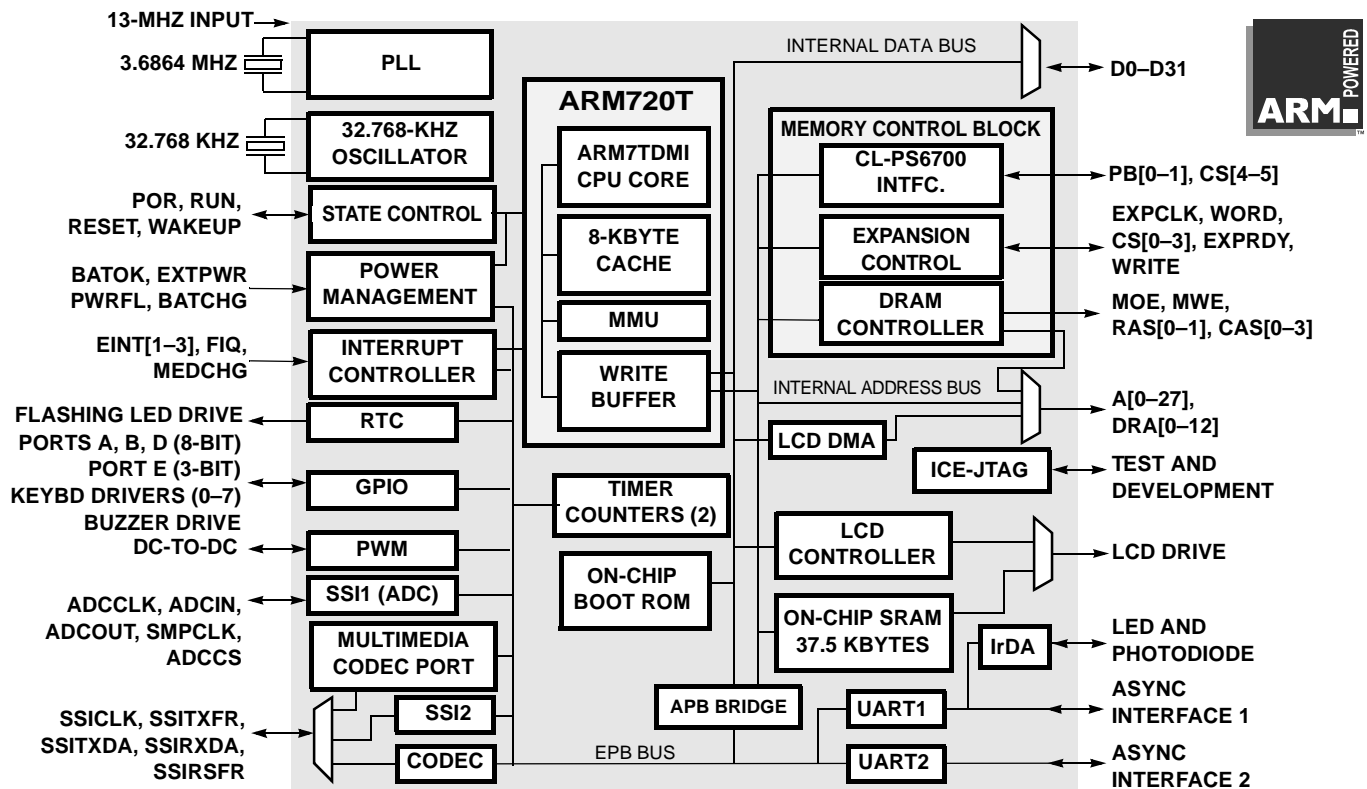 13-MHZ INPUT
3.6864 MHZ
PLL
32.768 KHZ
32.768-KHZ
OSCILLATOR
POR, RUN,
RESET, WAKEUP
STATE CONTROL
BATOK, EXTPWR
PWRFL, BATCHG
POWER
MANAGEMENT
EINT[1–3], FIQ,
MEDCHG
INTERRUPT
CONTROLLER
FLASHING LED DRIVE
RTC
PORTS A, B, D (8-BIT)
PORT E (3-BIT)
KEYBD DRIVERS (0–7)
GPIO
BUZZER DRIVE
DC-TO-DC
PWM
ADCCLK, ADCIN,
ADCOUT, SMPCLK,
ADCCS
SSI1 (ADC)
MULTIMEDIA
CODEC PORT
SSICLK, SSITXFR,
SSITXDA, SSIRXDA,
SSIRSFR
SSI2
CODEC
ARM720T
ARM7TDMI
CPU CORE
8-KBYTE
CACHE
MMU
WRITE
BUFFER
TIMER
COUNTERS (2)
ON-CHIP
BOOT ROM
EPB BUS
APB BRIDGE
INTERNAL DATA BUS
D0–D31
MEMORY CONTROL BLOCK
CL-PS6700
INTFC.
PB[0–1], CS[4–5]
EXPANSION
CONTROL
EXPCLK, WORD,
CS[0–3], EXPRDY,
WRITE
DRAM
CONTROLLER
MOE, MWE,
RAS[0–1], CAS[0–3]
INTERNAL ADDRESS BUS
A[0–27],
DRA[0–12]
LCD DMA
ICE-JTAG
TEST AND
DEVELOPMENT
LCD
CONTROLLER
LCD DRIVE
ON-CHIP SRAM
37.5 KBYTES
IrDA
LED AND
PHOTODIODE
UART1
ASYNC
INTERFACE 1
UART2
ASYNC
INTERFACE 2
ARM POWERED
™